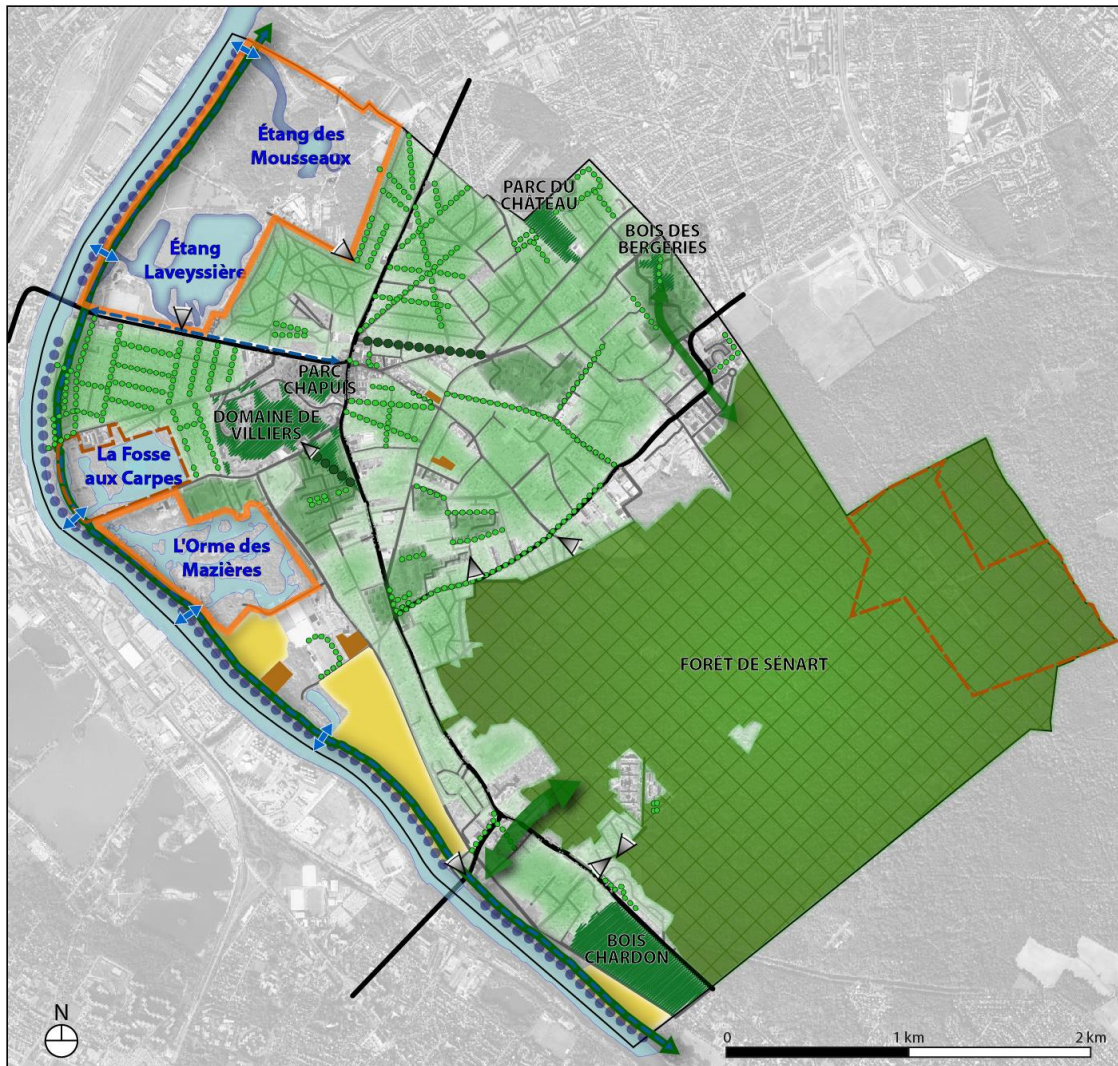 Étang des
Mousseaux
PARC DU
CHÂTEAU
BOIS DES
BERGERIES
Étang
Laveyssière
PARC
CHAPUIS
DOMAINE DE
VILLIERS
La Fosse
aux Carpes
L'Orme des
Mazières
FORÊT DE SÉNART
BOIS
CHARDON
N
0 1 km 2 km